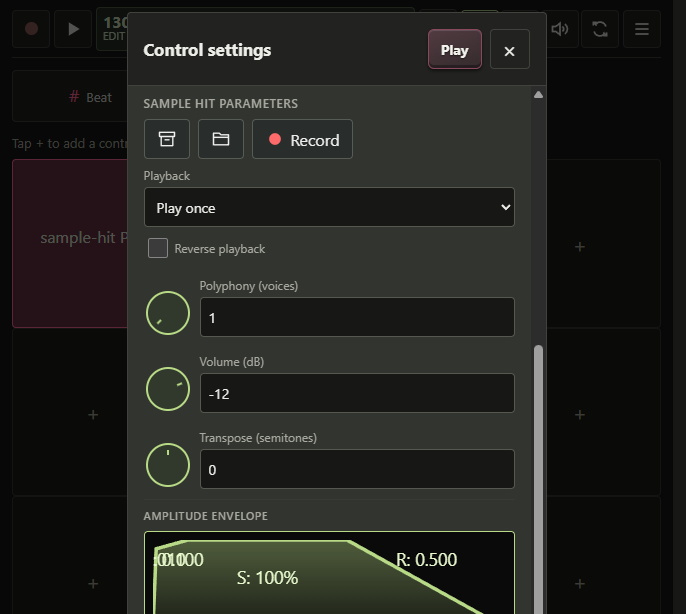 130
EDIT
Control settings
Play
×
# Beat
Tap + to add a contr
sample-hit P
SAMPLE HIT PARAMETERS
Record
Playback
Play once
Reverse playback
Polyphony (voices)
1
Volume (dB)
-12
Transpose (semitones)
0
AMPLITUDE ENVELOPE
R: 0.500
S: 100%
+
+
+
+
+